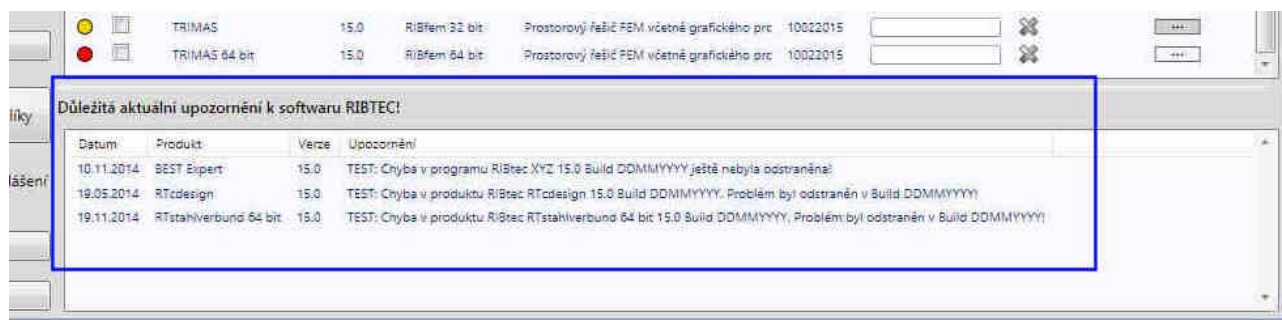 TRIMAS 15.0 RIBfem 32 bit Prostorový řešič FEM včetně grafického prc 10022015 ...
TRIMAS 64 bit 15.0 RIBfem 64 bit Prostorový řešič FEM včetně grafického prc 10022015 ...
líky
Důležitá aktuální upozornění k softwaru RIBTEC!
Datum Produkt Verze Upozornění
10.11.2014 BEST Expert 15.0 TEST: Chyba v programu RIBtec XYZ 15.0 Build DDMMYYYY ještě nebyla odstraněna!
lášení
19.05.2014 RTcdesign 15.0 TEST: Chyba v produktu RIBtec RTcdesign 15.0 Build DDMMYYYY. Problém byl odstraněn v Build DDMMYYYY!
19.11.2014 RTstahlverbund 64 bit 15.0 TEST: Chyba v produktu RIBtec RTstahlverbund 64 bit 15.0 Build DDMMYYYY. Problém byl odstraněn v Build DDMMYYYY!